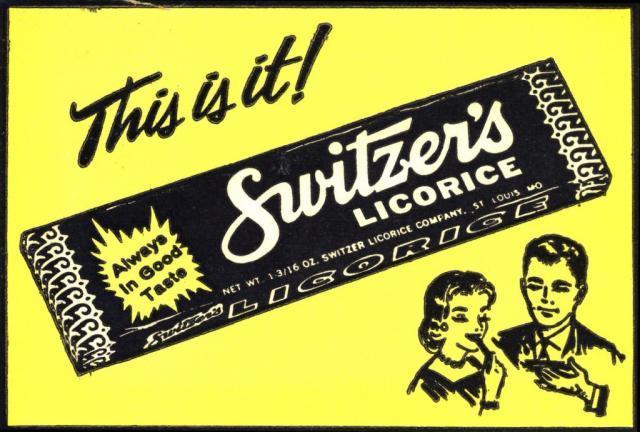 This is it!
Switzer's
LICORICE
Always
In Good
Taste
NET WT. 1-3/16 OZ. SWITZER LICORICE COMPANY, ST LOUIS MO
Switzer's LICORICE